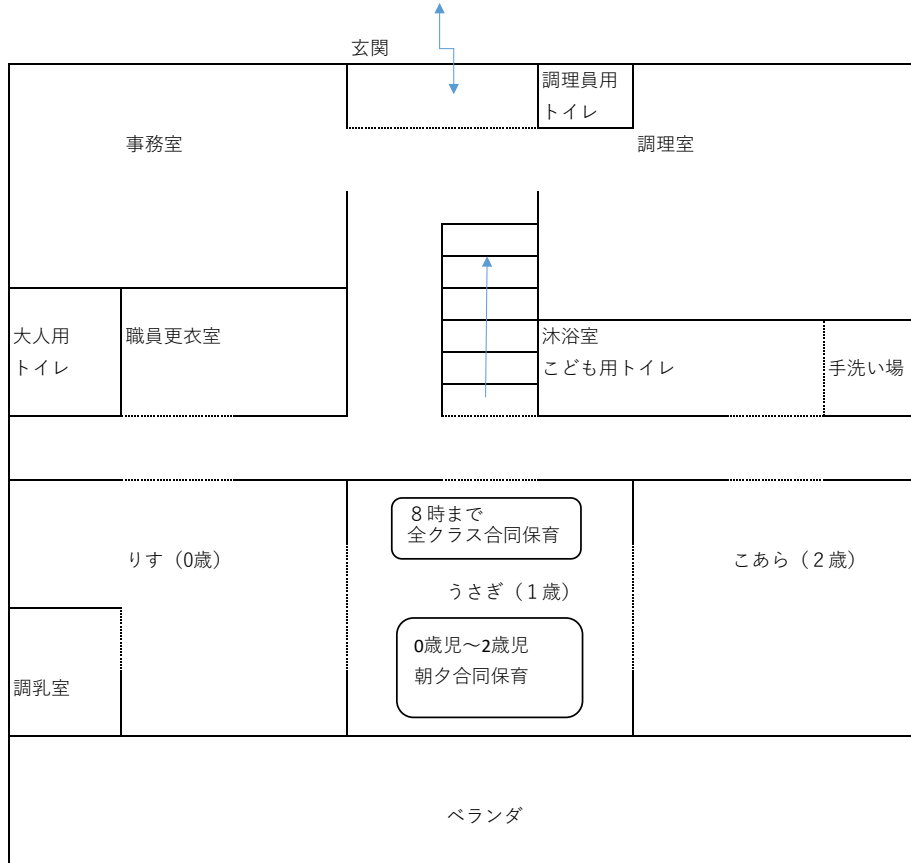 玄関
調理員用
トイレ
事務室
調理室
大人用
トイレ
職員更衣室
沐浴室
こども用トイレ
手洗い場
８時まで
全クラス合同保育
りす（0歳）
うさぎ（１歳）
こあら（２歳）
0歳児～2歳児
朝夕合同保育
調乳室
ベランダ